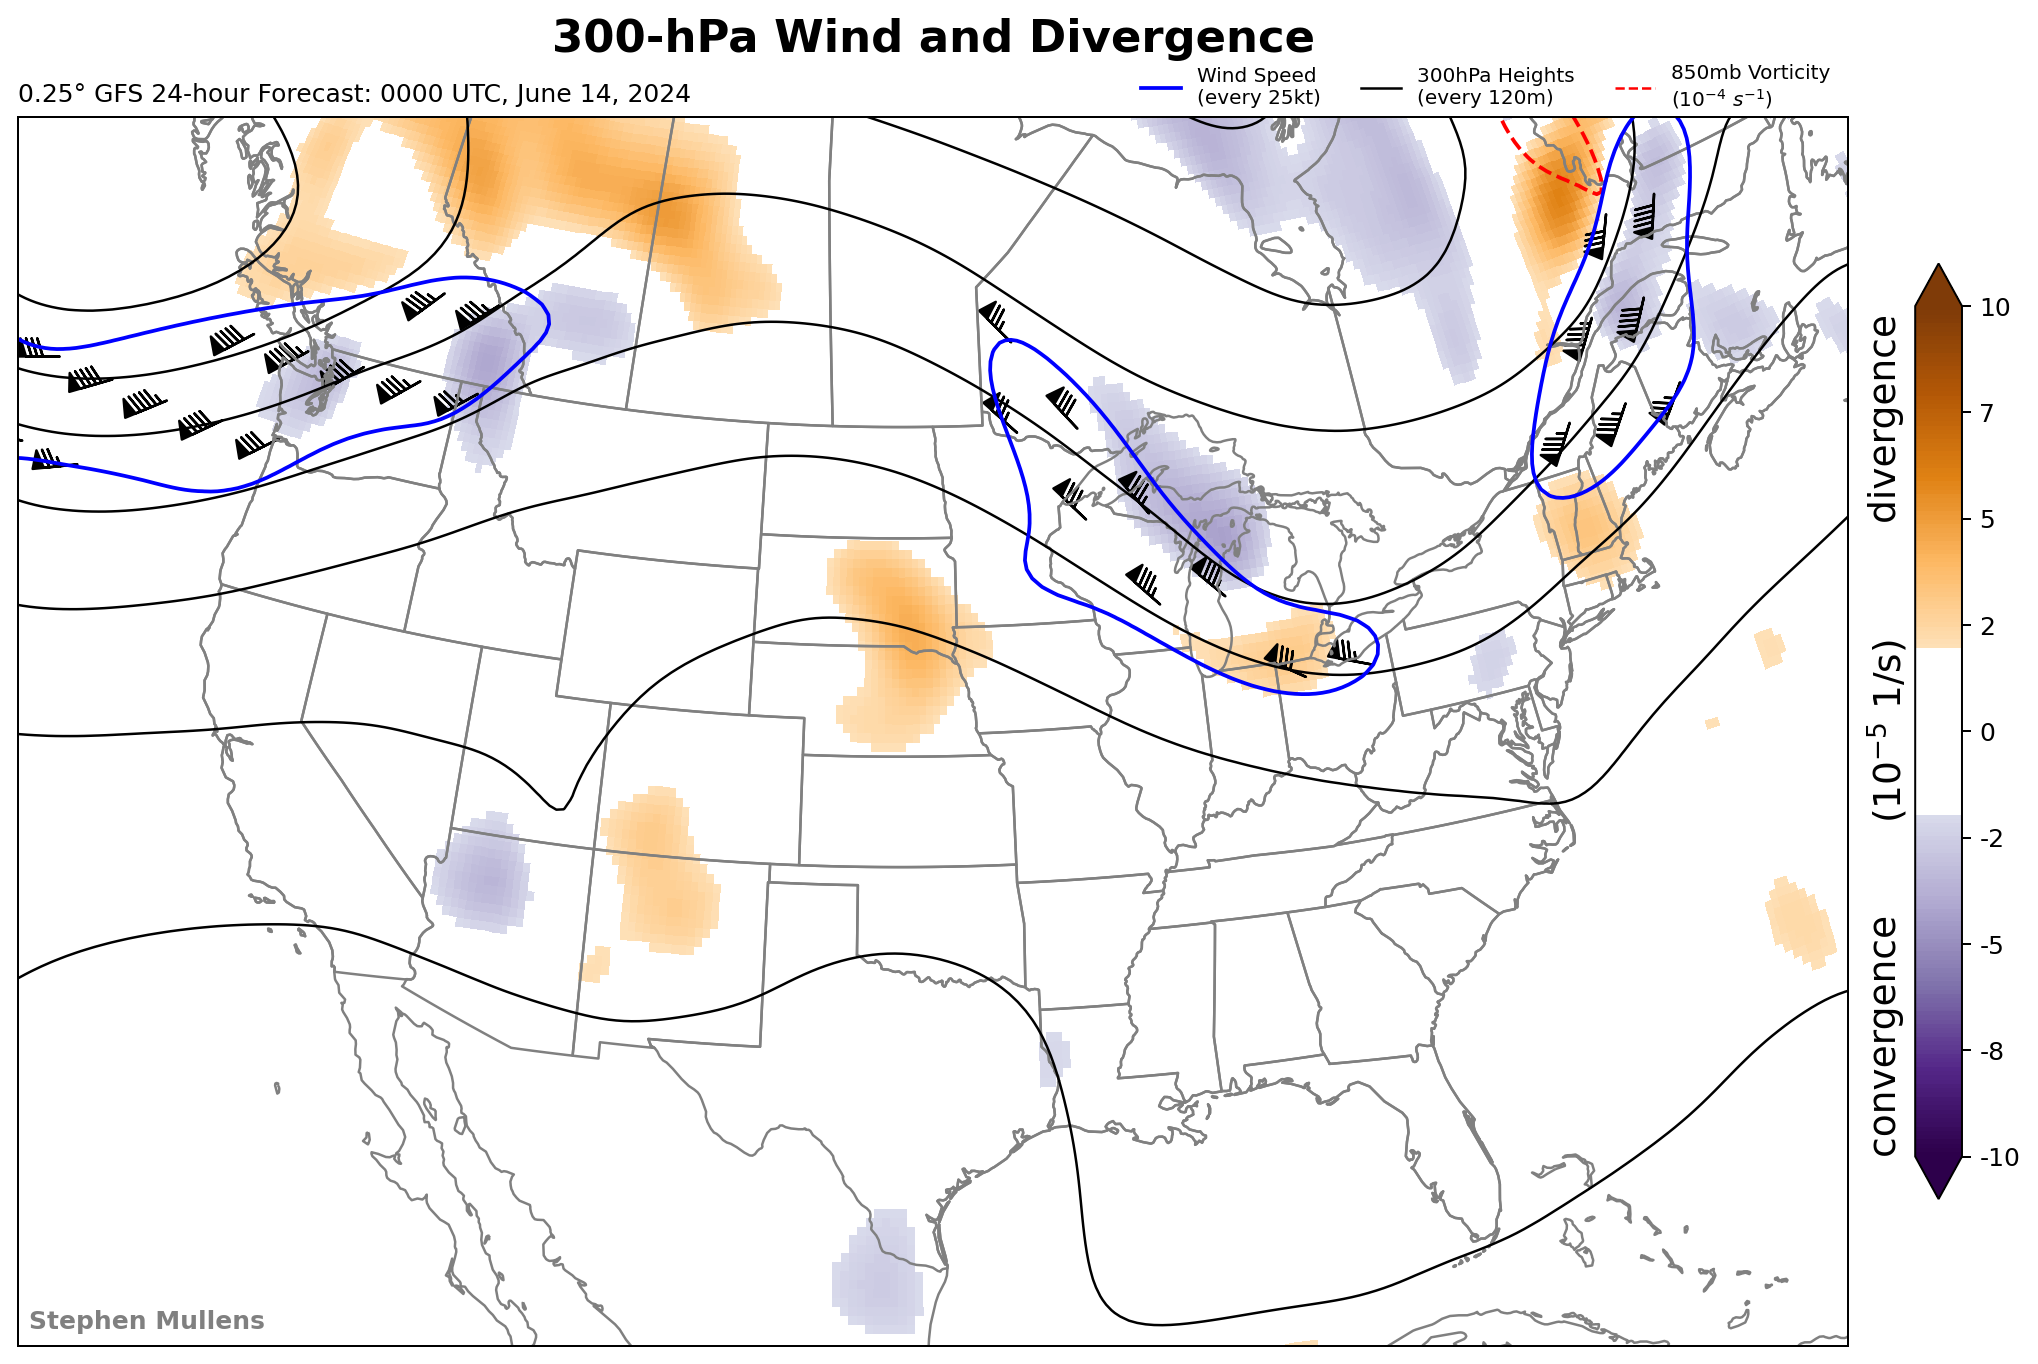 300-hPa Wind and Divergence
0.25° GFS 24-hour Forecast: 0000 UTC, June 14, 2024
Wind Speed
(every 25kt)
300hPa Heights
(every 120m)
850mb Vorticity
(10⁻⁴ s⁻¹)
10
7
5
2
0
-2
-5
-8
-10
convergence (10⁻⁵ 1/s) divergence
Stephen Mullens